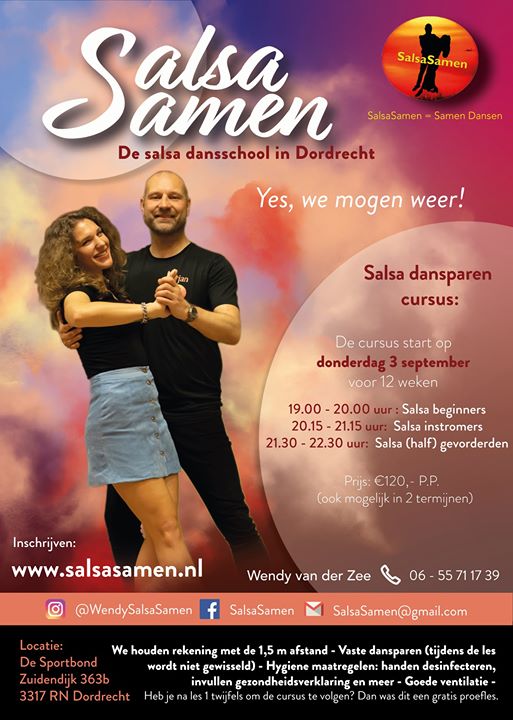 Salsa
Samen
De salsa dansschool in Dordrecht
SalsaSamen
SalsaSamen = Samen Dansen
Yes, we mogen weer!
Salsa dansparen
cursus:
De cursus start op
donderdag 3 september
voor 12 weken
19.00 - 20.00 uur : Salsa beginners
20.15 - 21.15 uur: Salsa instromers
21.30 - 22.30 uur: Salsa (half) gevorderden
Prijs: €120,- P.P.
(ook mogelijk in 2 termijnen)
Inschrijven:
www.salsasamen.nl
Wendy van der Zee 06 - 55 71 17 39
@WendySalsaSamen SalsaSamen SalsaSamen@gmail.com
Locatie:
De Sportbond
Zuidendijk 363b
3317 RN Dordrecht
We houden rekening met de 1,5 m afstand - Vaste dansparen (tijdens de les
wordt niet gewisseld) - Hygiene maatregelen: handen desinfecteren,
invullen gezondheidsverklaring en meer - Goede ventilatie -
Heb je na les 1 twijfels om de cursus te volgen? Dan was dit een gratis proefles.